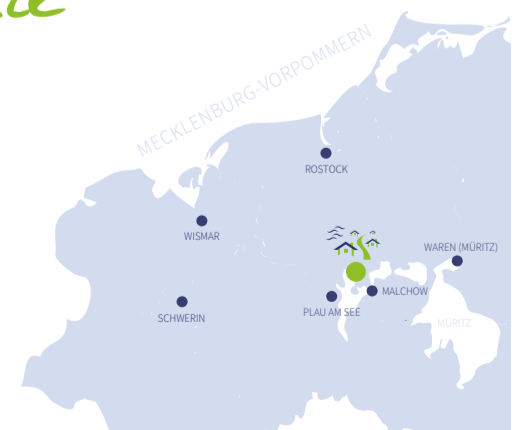 MECKLENBURG-VORPOMMERN
ROSTOCK
WISMAR
WAREN (MÜRITZ)
MALCHOW
SCHWERIN
PLAU AM SEE
MÜRITZ